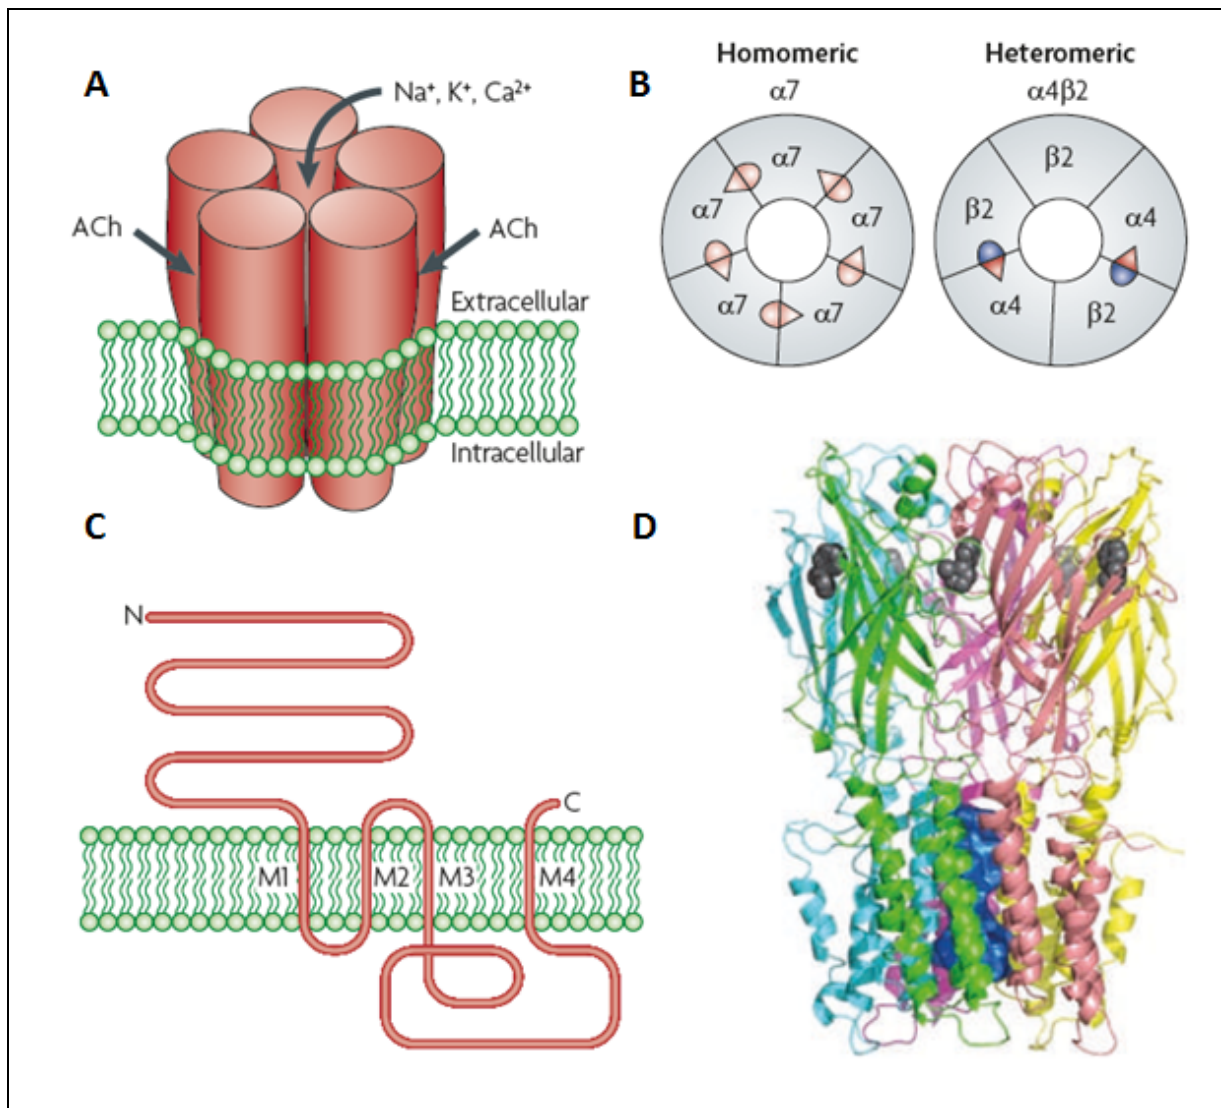 A
Na⁺, K⁺, Ca²⁺
ACh
ACh
Extracellular
Intracellular
B
Homomeric
α7
α7
α7
α7
α7
α7
Heteromeric
α4β2
β2
β2
α4
α4
β2
C
N
C
M1
M2
M3
M4
D